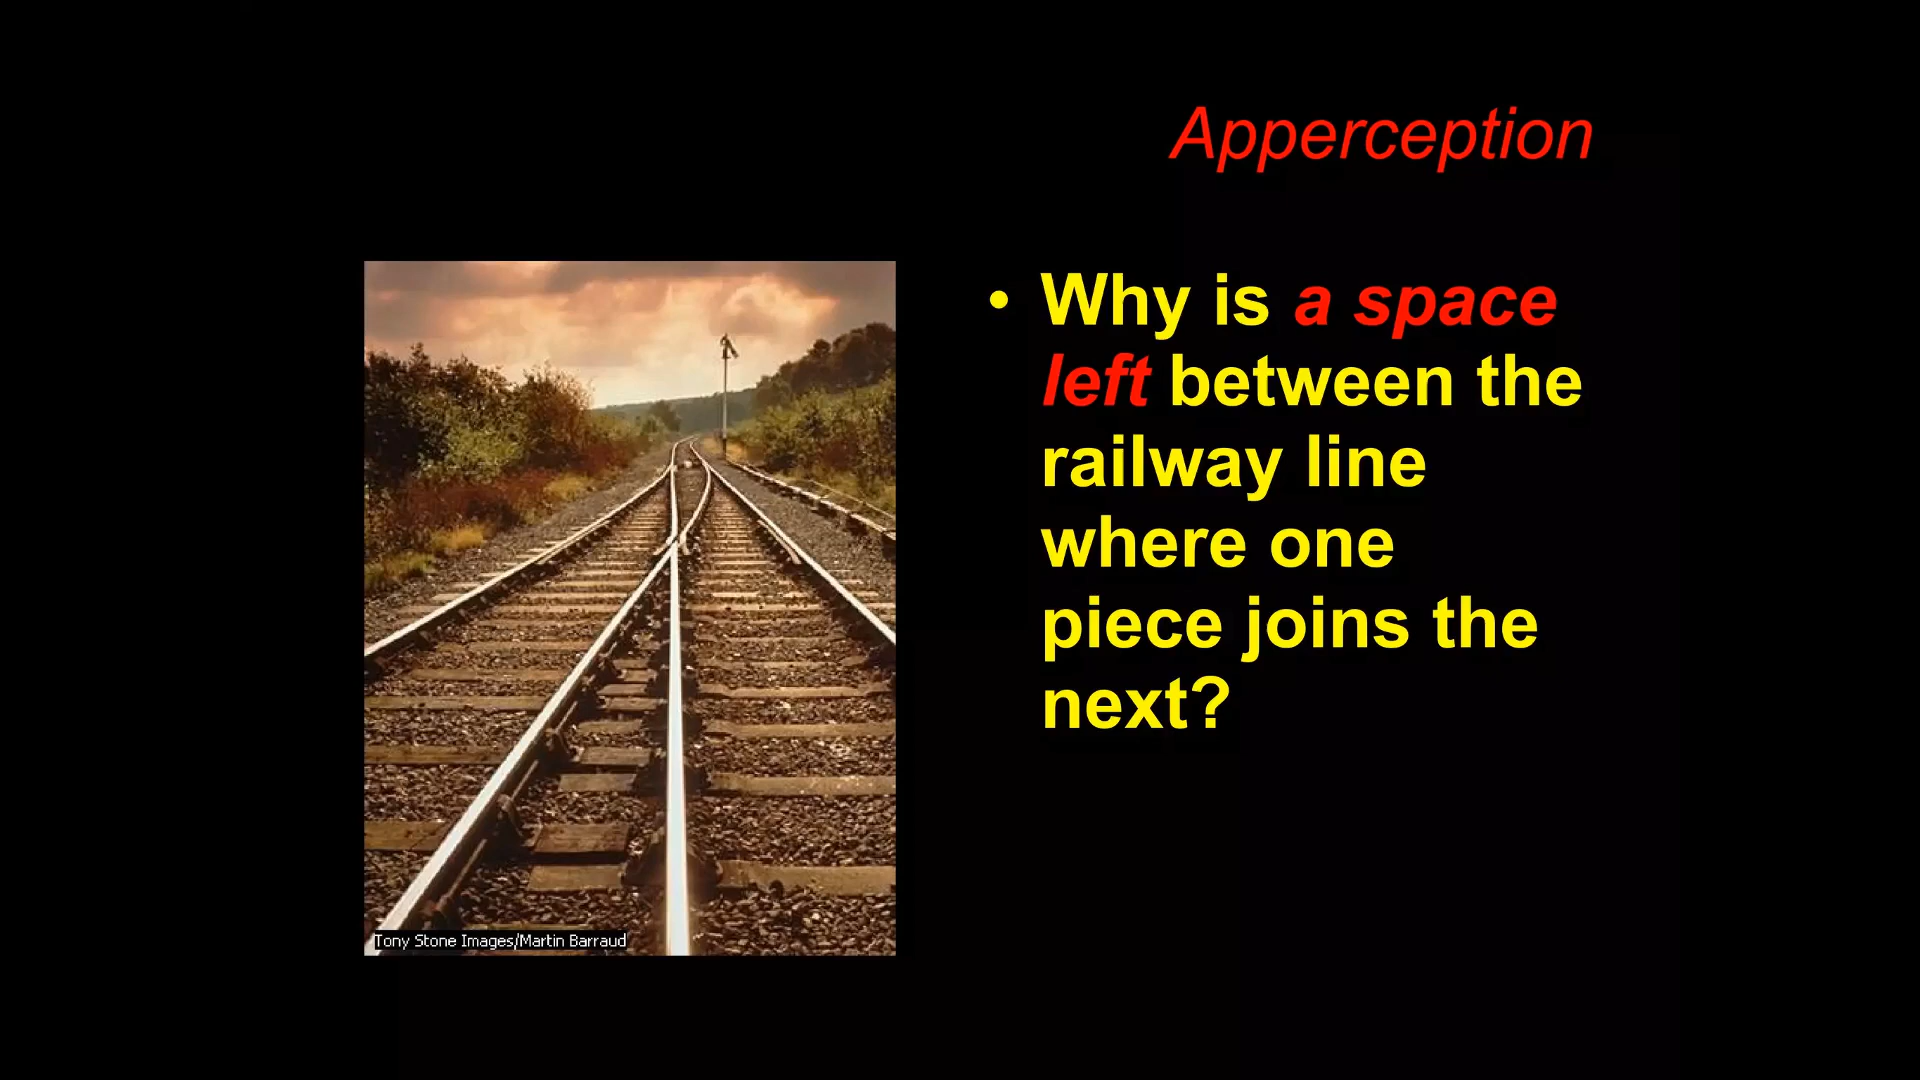 Apperception
• Why is a space
left between the
railway line
where one
piece joins the
next?
Tony Stone Images/Martin Barraud